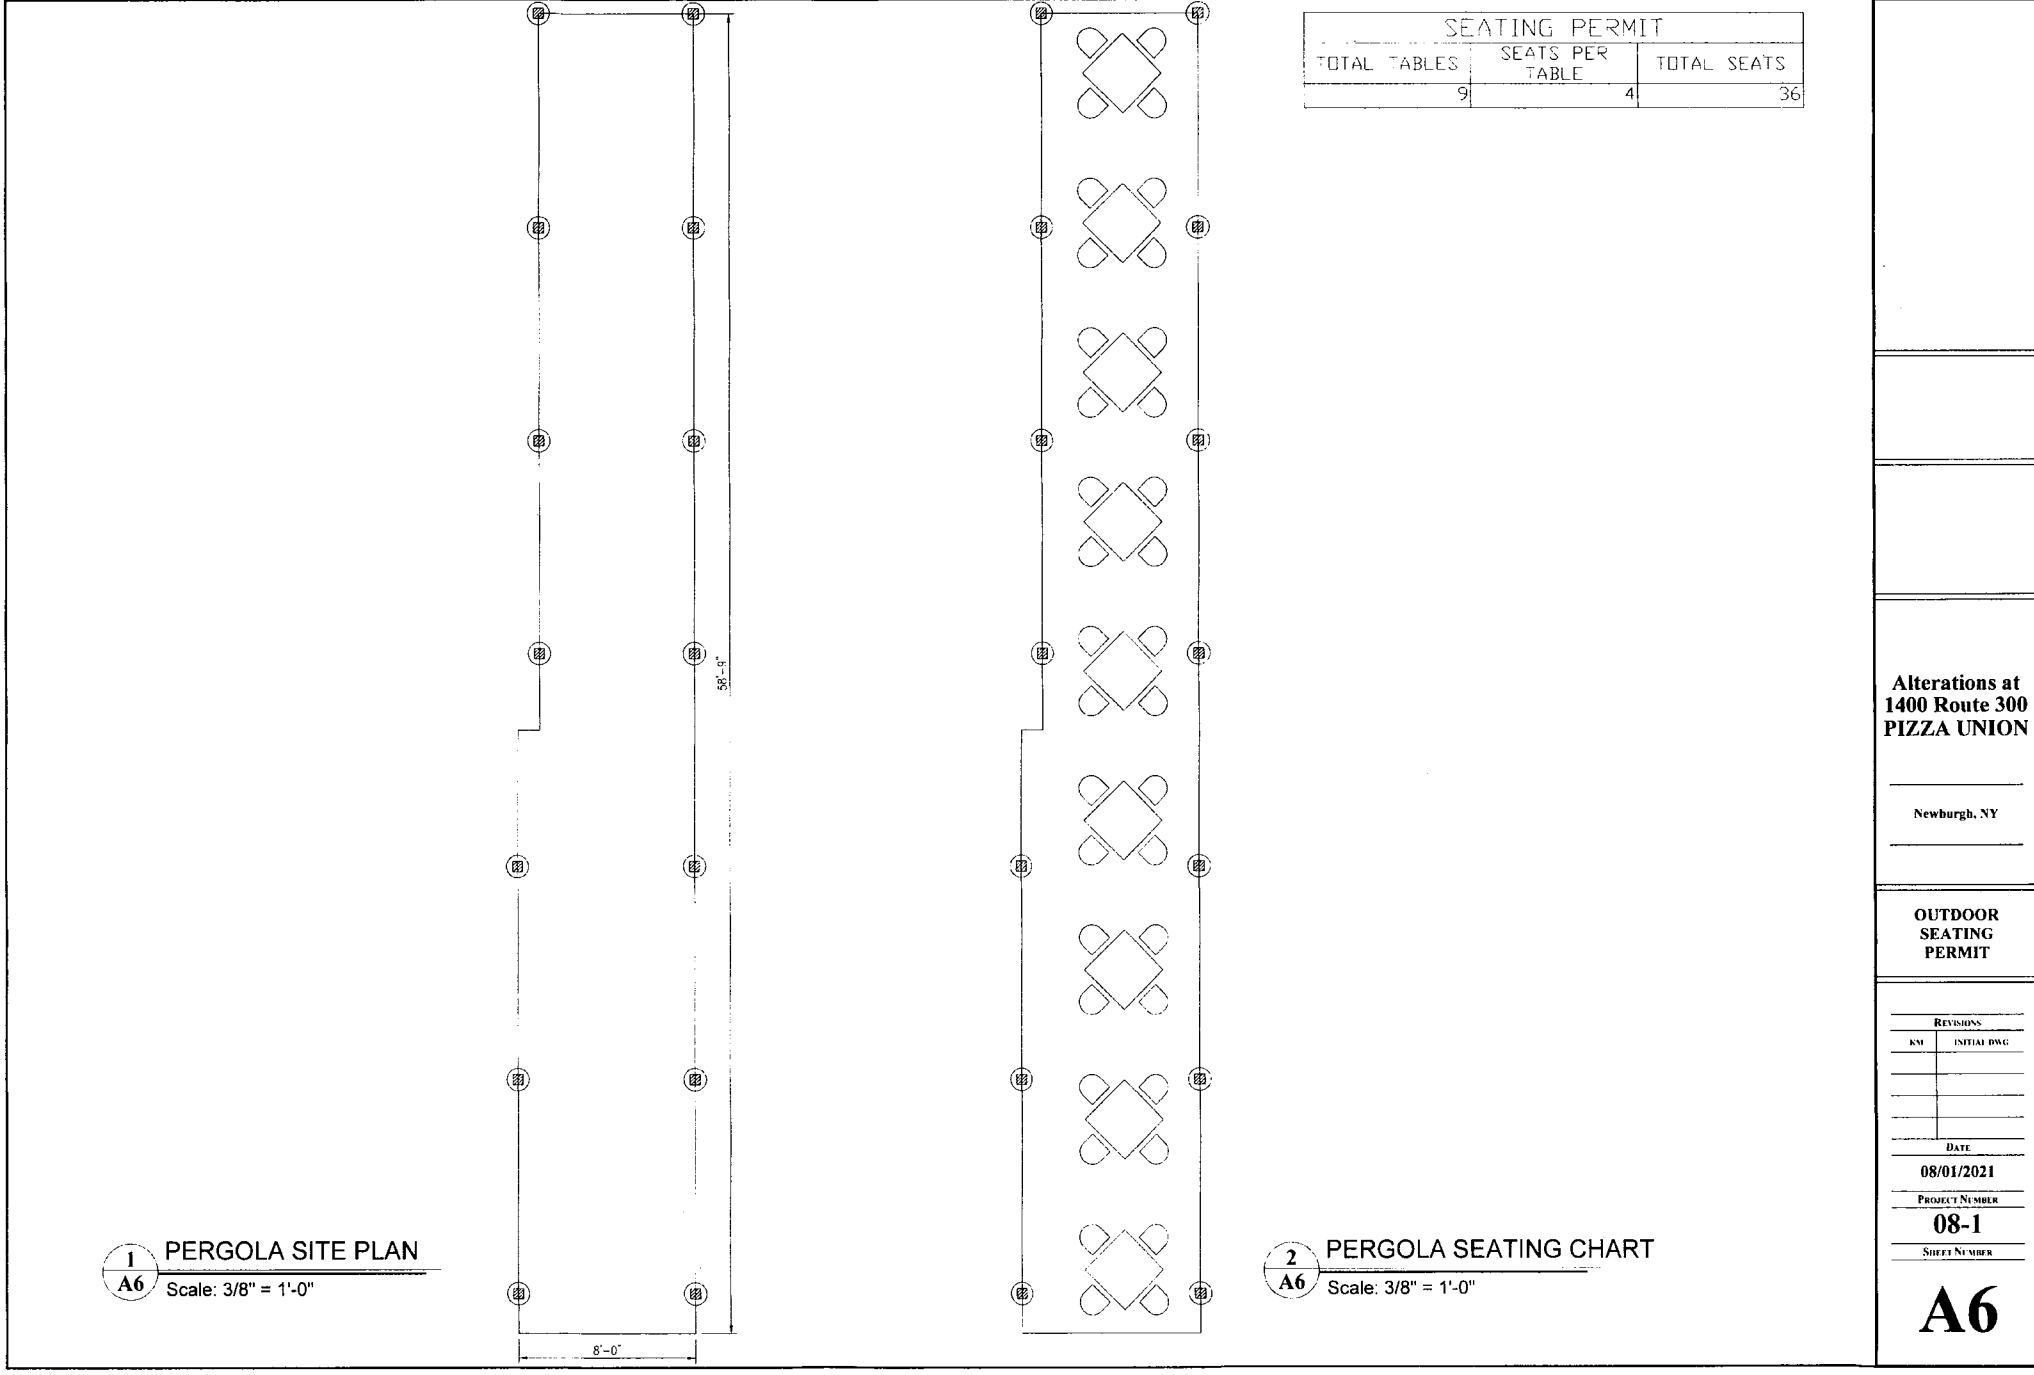 SEATING PERMIT
TOTAL TABLES
SEATS PER
TABLE
TOTAL SEATS
9
4
36
58'-9"
8'-0"
1
A6
PERGOLA SITE PLAN
Scale: 3/8" = 1'-0"
2
A6
PERGOLA SEATING CHART
Scale: 3/8" = 1'-0"
Alterations at
1400 Route 300
PIZZA UNION
Newburgh, NY
OUTDOOR
SEATING
PERMIT
REVISIONS
KM INITIAL DWG
DATE
08/01/2021
PROJECT NUMBER
08-1
SHEET NUMBER
A6